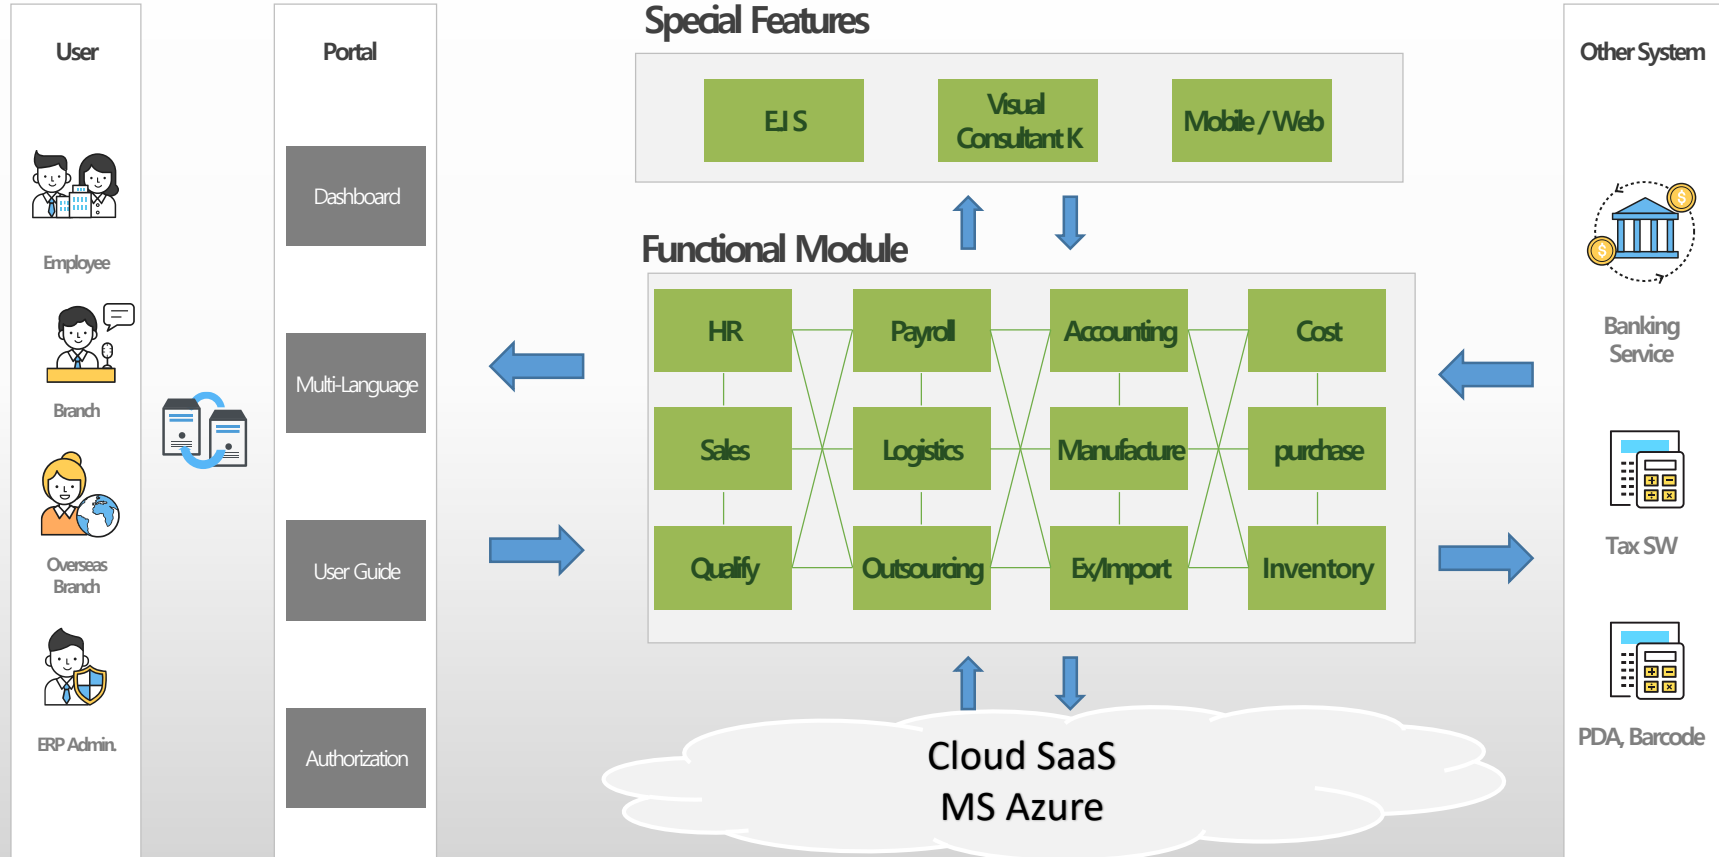 User
Employee
Branch
Overseas
Branch
ERP Admin.
Portal
Dashboard
Multi-Language
User Guide
Authorization
Special Features
E.I S
Visual
Consultant K
Mobile / Web
Functional Module
HR
Payroll
Accounting
Cost
Sales
Logistics
Manufacture
purchase
Qualify
Outsourcing
Ex/Import
Inventory
Cloud SaaS
MS Azure
Other System
$
$
Banking
Service
Tax SW
PDA, Barcode